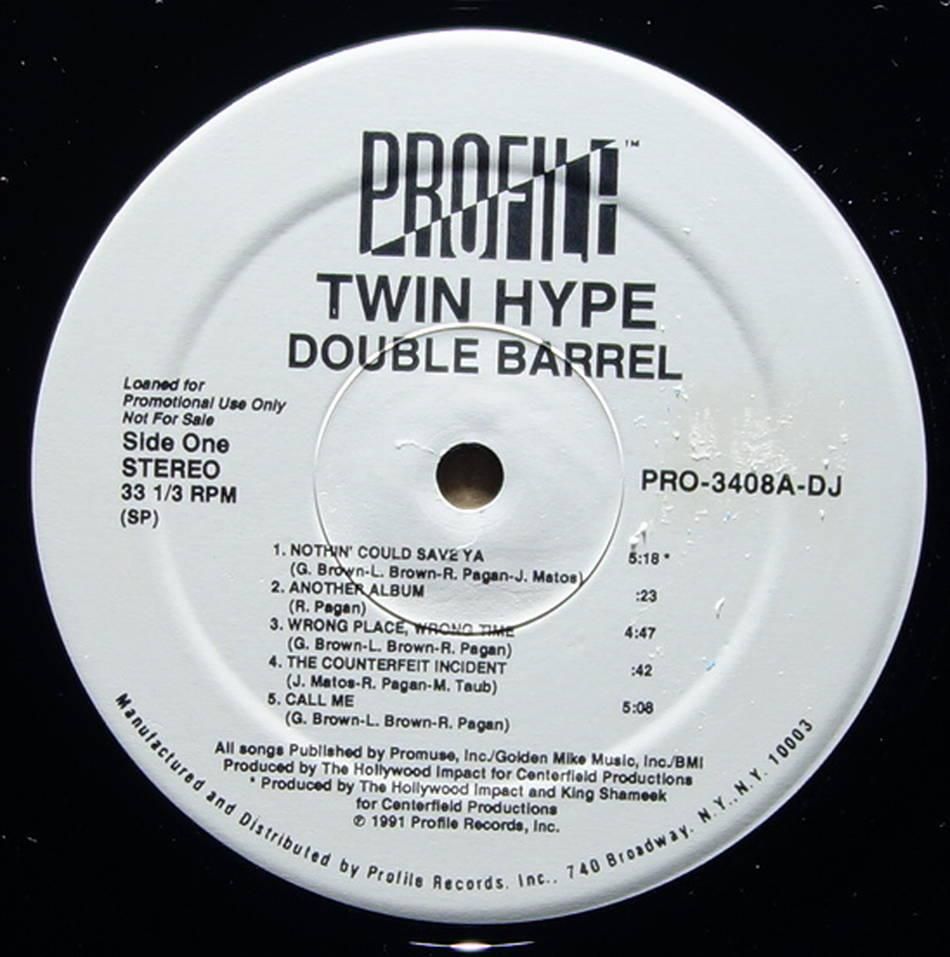 PROFILE™
TWIN HYPE
DOUBLE BARREL
Loaned for
Promotional Use Only
Not For Sale
Side One
STEREO
33 1/3 RPM
(SP)
PRO-3408A-DJ
1. NOTHIN' COULD SAVE YA 5:18 *
(G. Brown-L. Brown-R. Pagan-J. Matos)
2. ANOTHER ALBUM :23
(R. Pagan)
3. WRONG PLACE, WRONG TIME 4:47
(G. Brown-L. Brown-R. Pagan)
4. THE COUNTERFEIT INCIDENT :42
(J. Matos-R. Pagan-M. Taub)
5. CALL ME 5:08
(G. Brown-L. Brown-R. Pagan)
All songs Published by Promuse, Inc./Golden Mike Music, Inc./BMI
Produced by The Hollywood Impact for Centerfield Productions
* Produced by The Hollywood Impact and King Shameek
for Centerfield Productions
℗ 1991 Profile Records, Inc.
Manufactured and Distributed by Profile Records, Inc., 740 Broadway, N.Y., N.Y. 10003